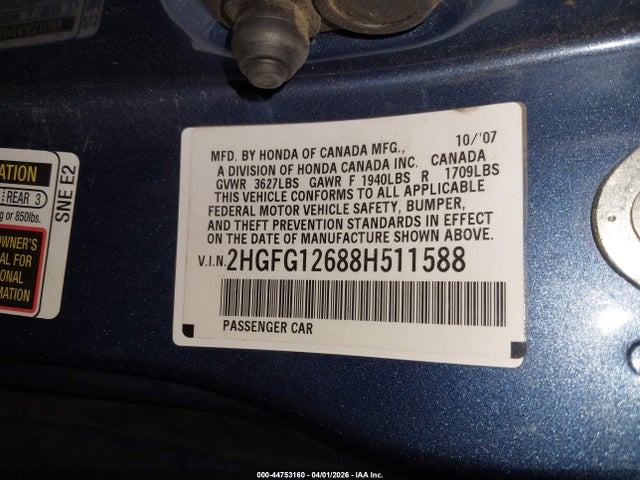 MFD. BY HONDA OF CANADA MFG., 10/'07
A DIVISION OF HONDA CANADA INC. CANADA
GVWR 3627LBS GAWR F 1940LBS R 1709LBS
THIS VEHICLE CONFORMS TO ALL APPLICABLE
FEDERAL MOTOR VEHICLE SAFETY, BUMPER,
AND THEFT PREVENTION STANDARDS IN EFFECT
ON THE DATE OF MANUFACTURE SHOWN ABOVE.
V.I.N. 2HGFG12688H511588
PASSENGER CAR
REAR 3
or 850lbs.
OWNER'S
FOR
SNE E2
000-44753160 - 04/01/2026 - IAA Inc.